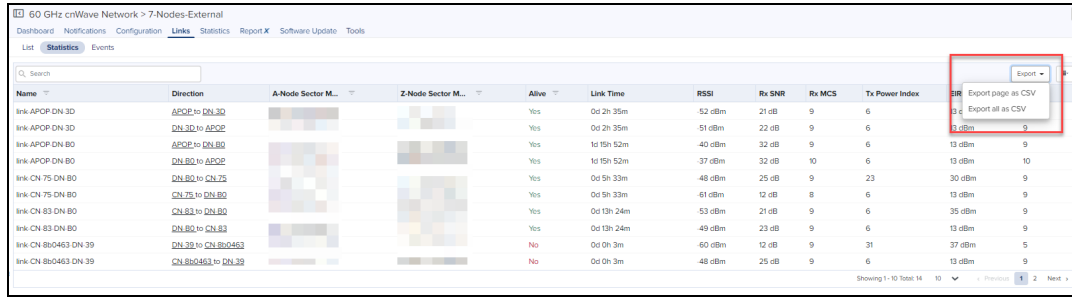 60 GHz cnWave Network > 7-Nodes-External
Dashboard Notifications Configuration Links Statistics Report Software Update Tools
List Statistics Events
Search Export
Name Direction A-Node Sector M... Z-Node Sector M... Alive Link Time RSSI Rx SNR Rx MCS Tx Power Index
Export page as CSV
Export all as CSV
link-APOP-DN-3D APOP to DN-3D Yes 0d 2h 35m -52 dBm 21 dB 9 6
link-APOP-DN-3D DN-3D to APOP Yes 0d 2h 35m -51 dBm 22 dB 9 6 13 dBm 9
link-APOP-DN-B0 APOP to DN-B0 Yes 1d 15h 52m -40 dBm 32 dB 9 6 13 dBm 9
link-APOP-DN-B0 DN-B0 to APOP Yes 1d 15h 52m -37 dBm 32 dB 10 6 13 dBm 10
link-CN-75-DN-B0 DN-B0 to CN-75 Yes 0d 5h 33m -48 dBm 25 dB 9 23 30 dBm 9
link-CN-75-DN-B0 CN-75 to DN-B0 Yes 0d 5h 33m -61 dBm 12 dB 8 6 13 dBm 9
link-CN-83-DN-B0 CN-83 to DN-B0 Yes 0d 13h 24m -53 dBm 21 dB 9 6 35 dBm 9
link-CN-83-DN-B0 DN-B0 to CN-83 Yes 0d 13h 24m -49 dBm 23 dB 9 6 13 dBm 9
link-CN-8b0463-DN-39 DN-39 to CN-8b0463 No 0d 0h 3m -60 dBm 12 dB 9 31 37 dBm 5
link-CN-8b0463-DN-39 CN-8b0463 to DN-39 No 0d 0h 3m -48 dBm 25 dB 9 6 13 dBm 9
Showing 1 - 10 Total: 14 10 < Previous 1 2 Next >